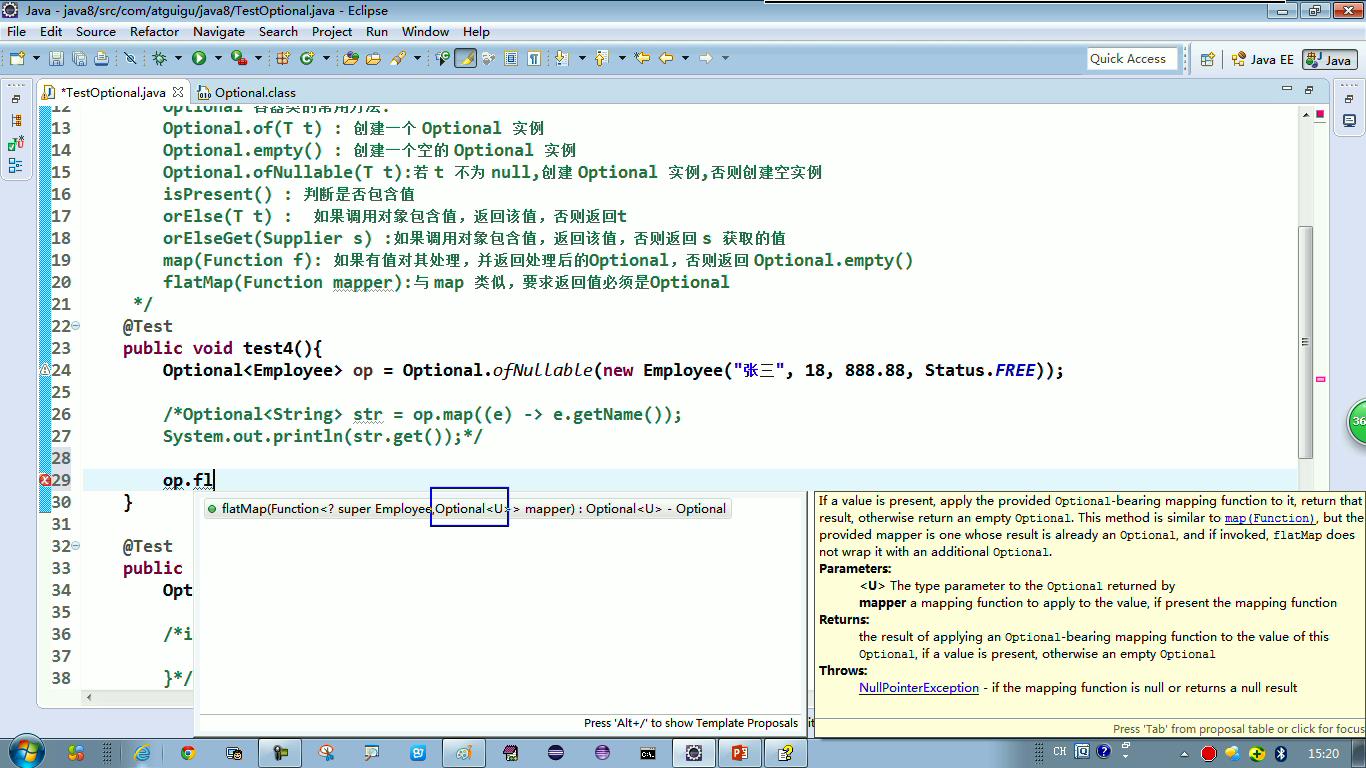 Java - java8/src/com/atguigu/java8/TestOptional.java - Eclipse
File Edit Source Refactor Navigate Search Project Run Window Help
Quick Access
Java EE
Java
*TestOptional.java
Optional.class
12 Optional 容器类的常用方法:
13 Optional.of(T t) : 创建一个 Optional 实例
14 Optional.empty() : 创建一个空的 Optional 实例
15 Optional.ofNullable(T t):若 t 不为 null,创建 Optional 实例,否则创建空实例
16 isPresent() : 判断是否包含值
17 orElse(T t) : 如果调用对象包含值，返回该值，否则返回t
18 orElseGet(Supplier s) :如果调用对象包含值，返回该值，否则返回 s 获取的值
19 map(Function f): 如果有值对其处理，并返回处理后的Optional，否则返回 Optional.empty()
20 flatMap(Function mapper):与 map 类似，要求返回值必须是Optional
21 */
22 @Test
23 public void test4(){
24 Optional<Employee> op = Optional.ofNullable(new Employee("张三", 18, 888.88, Status.FREE));
25
26 /*Optional<String> str = op.map((e) -> e.getName());
27 System.out.println(str.get());*/
28
29 op.fl
30 }
31
32 @Test
33 public
34 Opt
35
36 /*i
37
38 }*/
flatMap(Function<? super Employee,Optional<U>> mapper) : Optional<U> - Optional
Press 'Alt+/' to show Template Proposals
If a value is present, apply the provided Optional-bearing mapping function to it, return that
result, otherwise return an empty Optional. This method is similar to map(Function), but the
provided mapper is one whose result is already an Optional, and if invoked, flatMap does
not wrap it with an additional Optional.
Parameters:
<U> The type parameter to the Optional returned by
mapper a mapping function to apply to the value, if present the mapping function
Returns:
the result of applying an Optional-bearing mapping function to the value of this
Optional, if a value is present, otherwise an empty Optional
Throws:
NullPointerException - if the mapping function is null or returns a null result
Press 'Tab' from proposal table or click for focus
36
CH
15:20